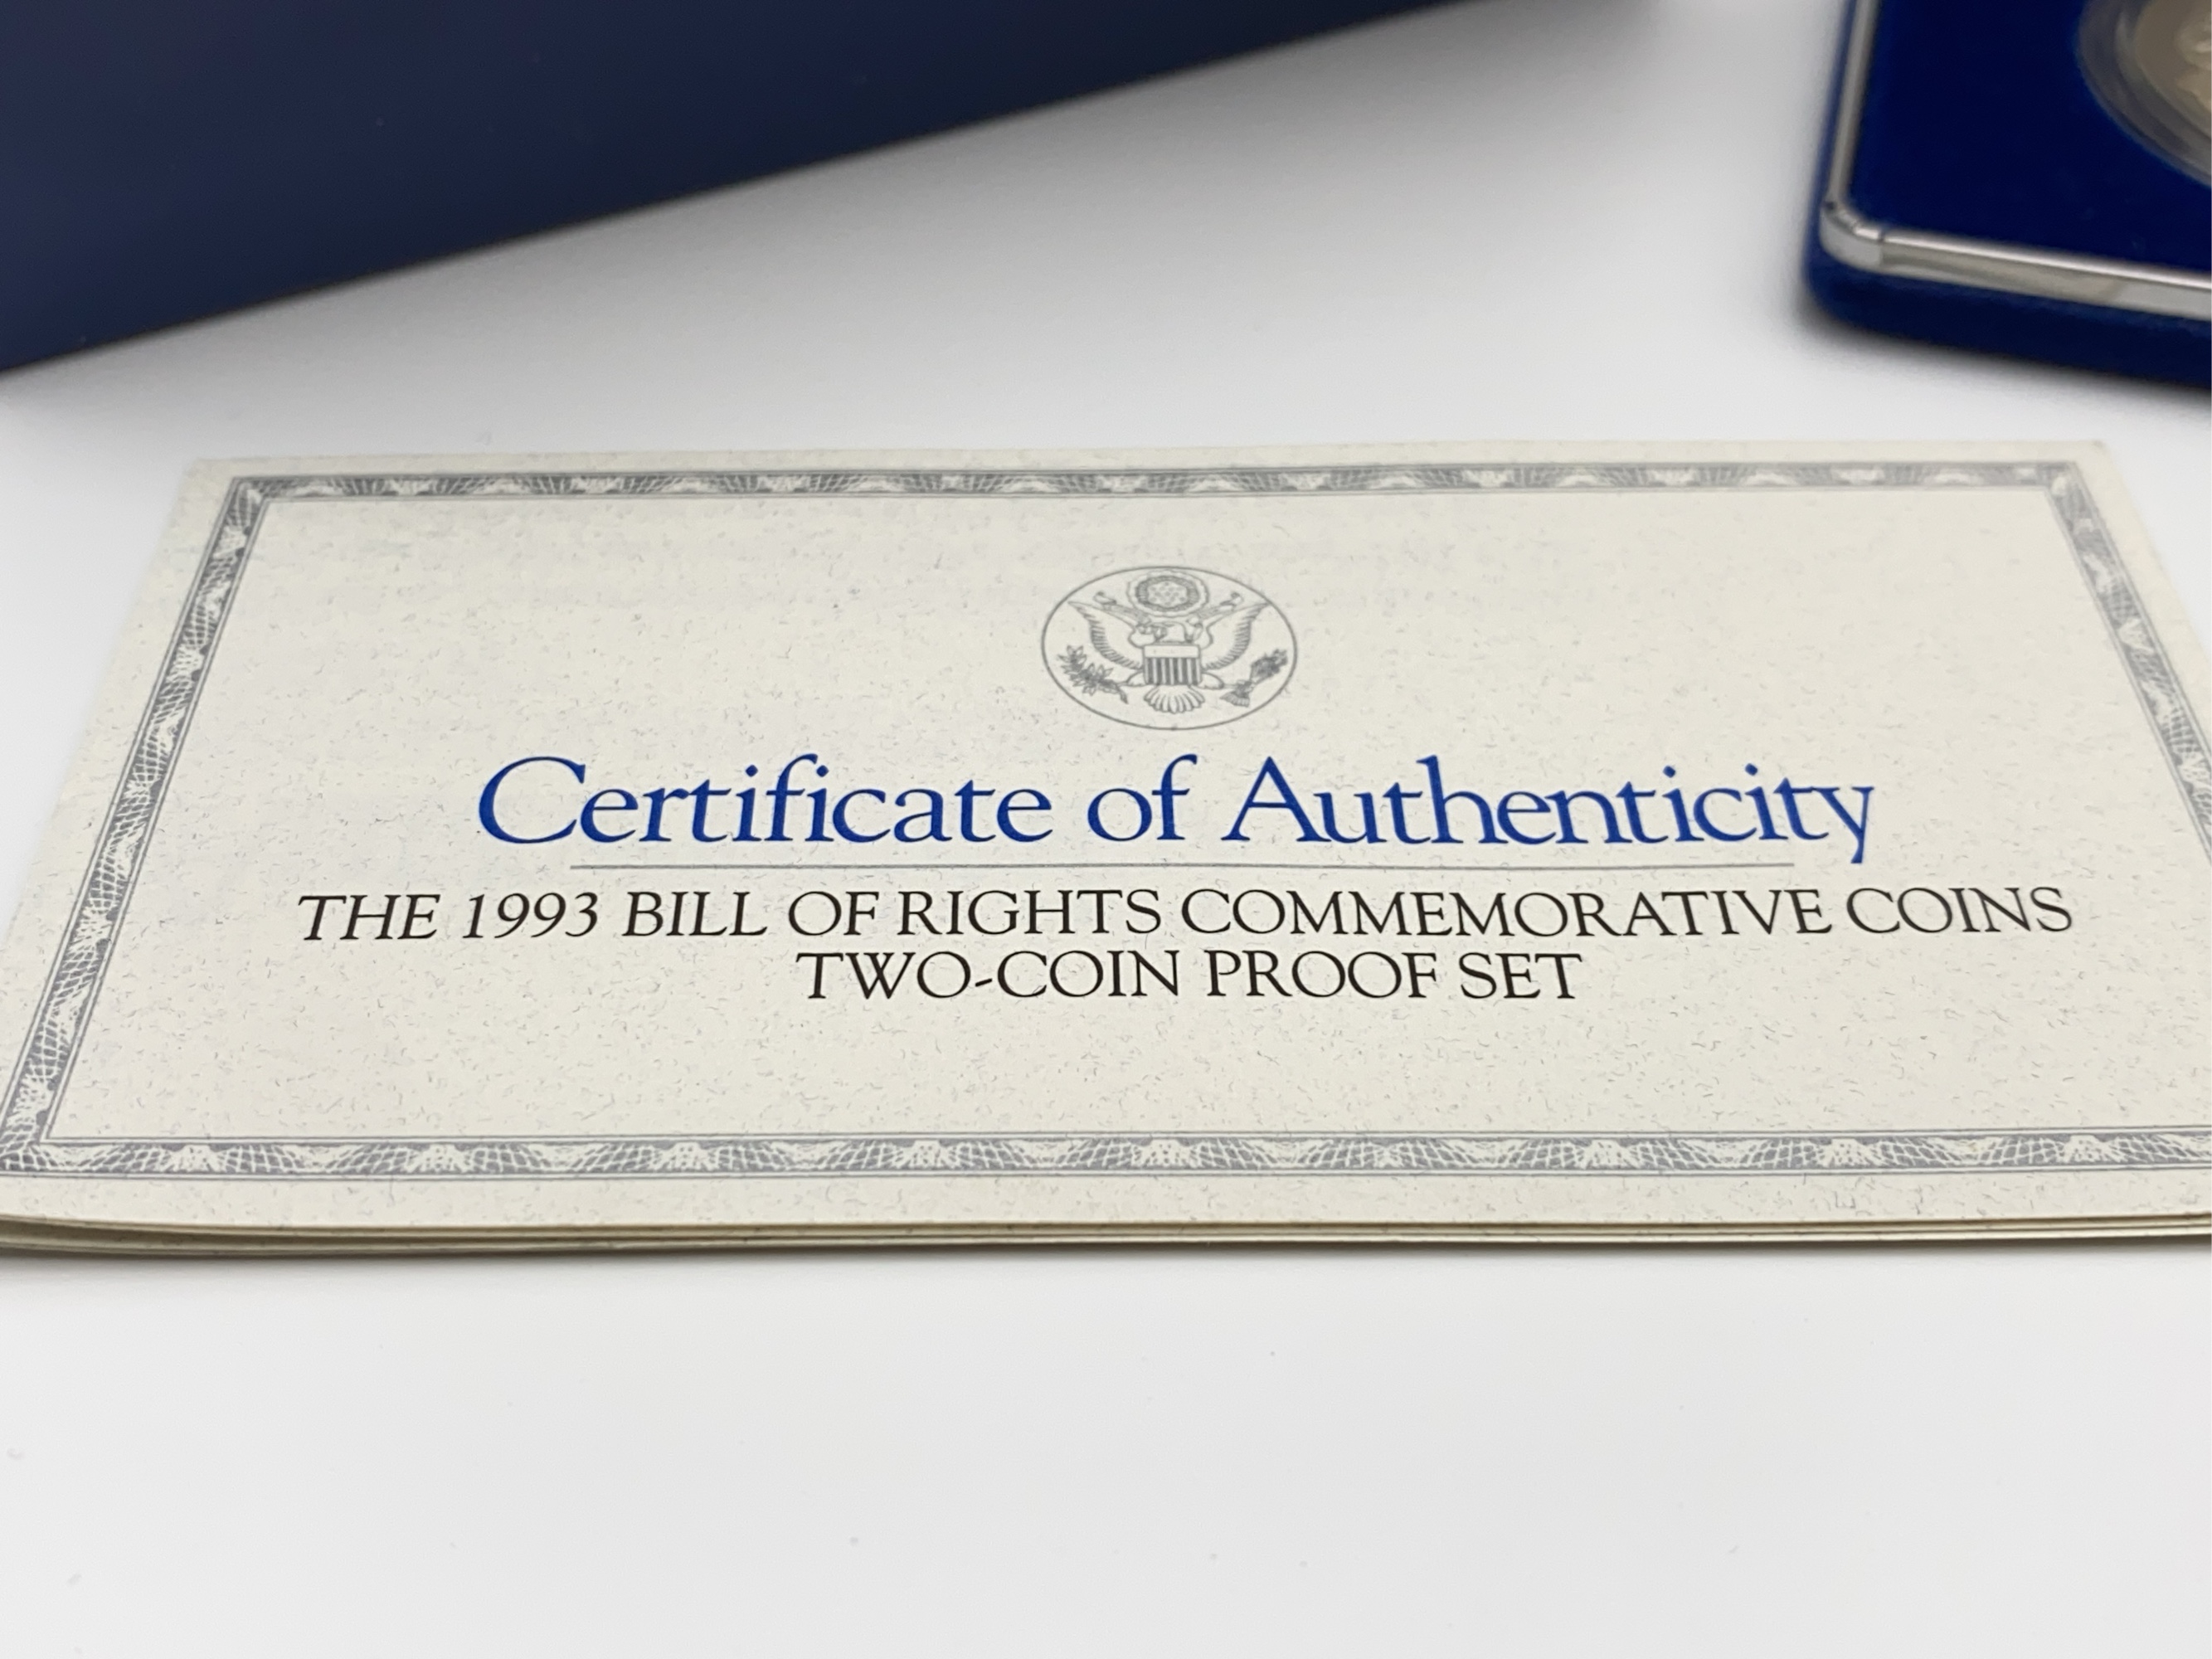 Certificate of Authenticity
THE 1993 BILL OF RIGHTS COMMEMORATIVE COINS
TWO-COIN PROOF SET